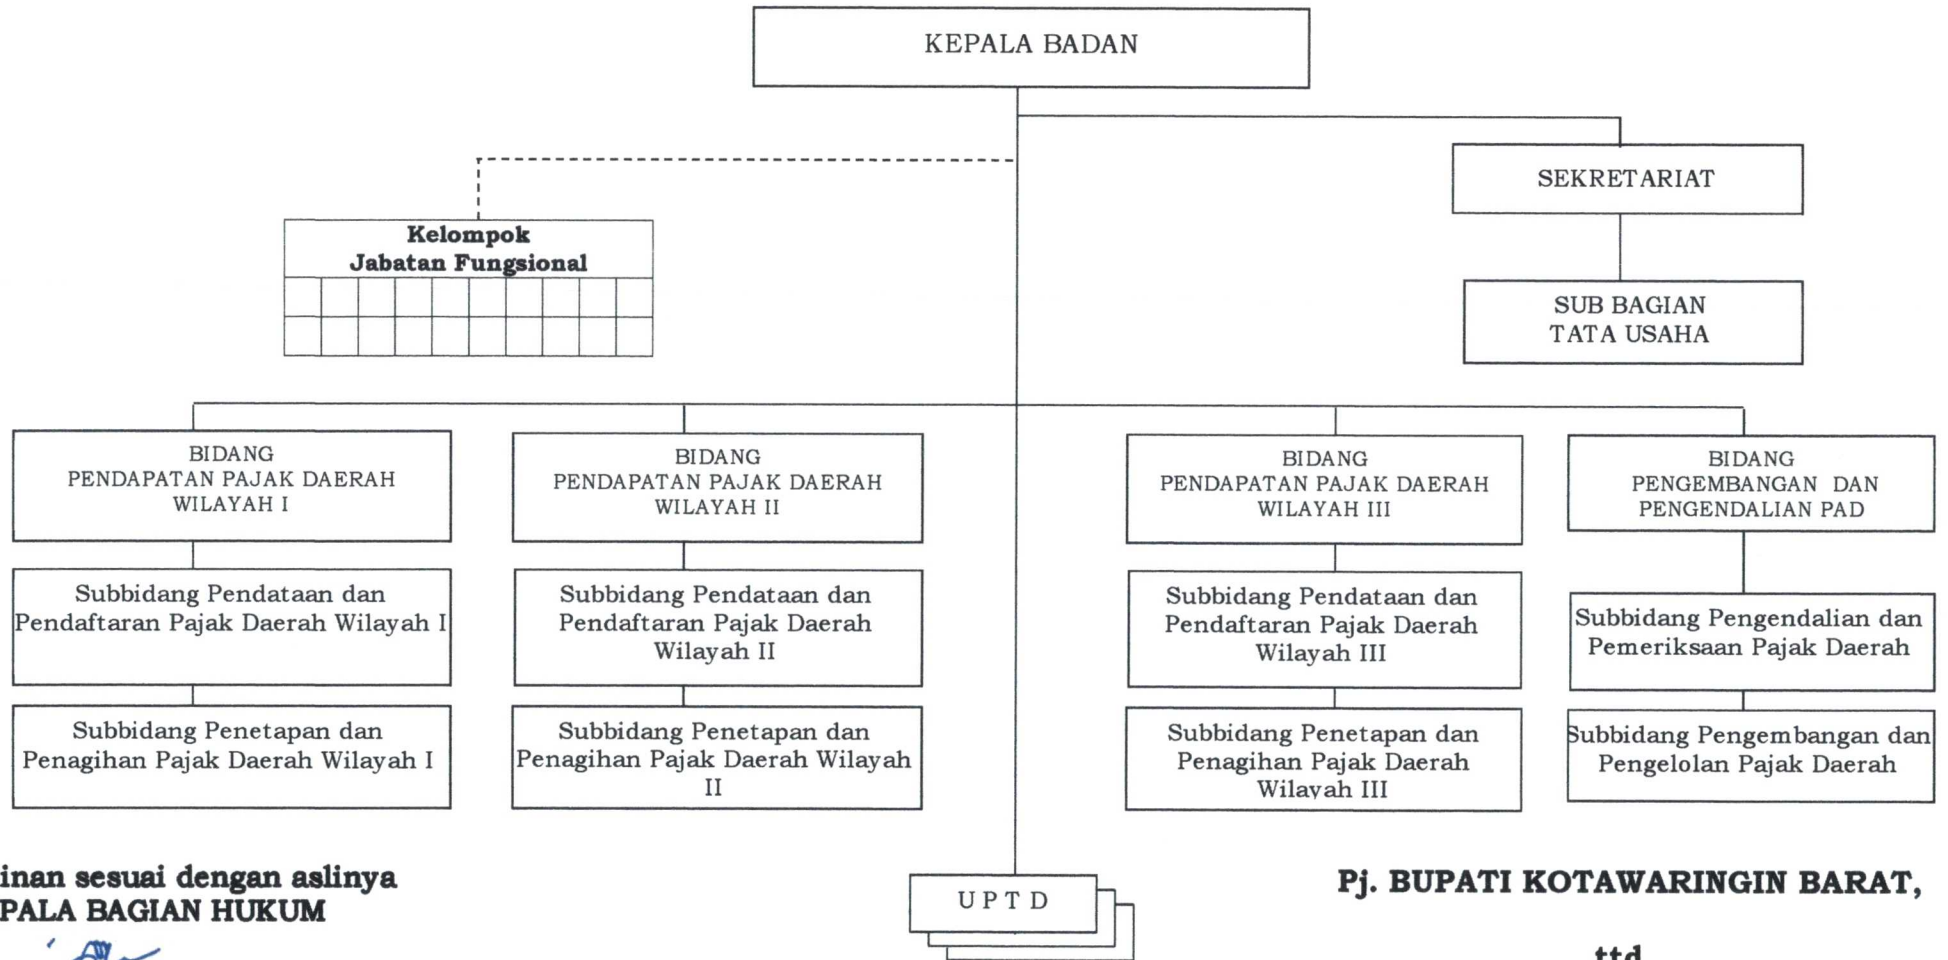 KEPALA BADAN
SEKRETARIAT
Kelompok
Jabatan Fungsional
SUB BAGIAN
TATA USAHA
BIDANG
PENDAPATAN PAJAK DAERAH
WILAYAH I
BIDANG
PENDAPATAN PAJAK DAERAH
WILAYAH II
BIDANG
PENDAPATAN PAJAK DAERAH
WILAYAH III
BIDANG
PENGEMBANGAN DAN
PENGENDALIAN PAD
Subbidang Pendataan dan
Pendaftaran Pajak Daerah Wilayah I
Subbidang Pendataan dan
Pendaftaran Pajak Daerah
Wilayah II
Subbidang Pendataan dan
Pendaftaran Pajak Daerah
Wilayah III
Subbidang Pengendalian dan
Pemeriksaan Pajak Daerah
Subbidang Penetapan dan
Penagihan Pajak Daerah Wilayah I
Subbidang Penetapan dan
Penagihan Pajak Daerah Wilayah
II
Subbidang Penetapan dan
Penagihan Pajak Daerah
Wilayah III
Subbidang Pengembangan dan
Pengelolan Pajak Daerah
UPTD
inan sesuai dengan aslinya
PALA BAGIAN HUKUM
Pj. BUPATI KOTAWARINGIN BARAT,
ttd